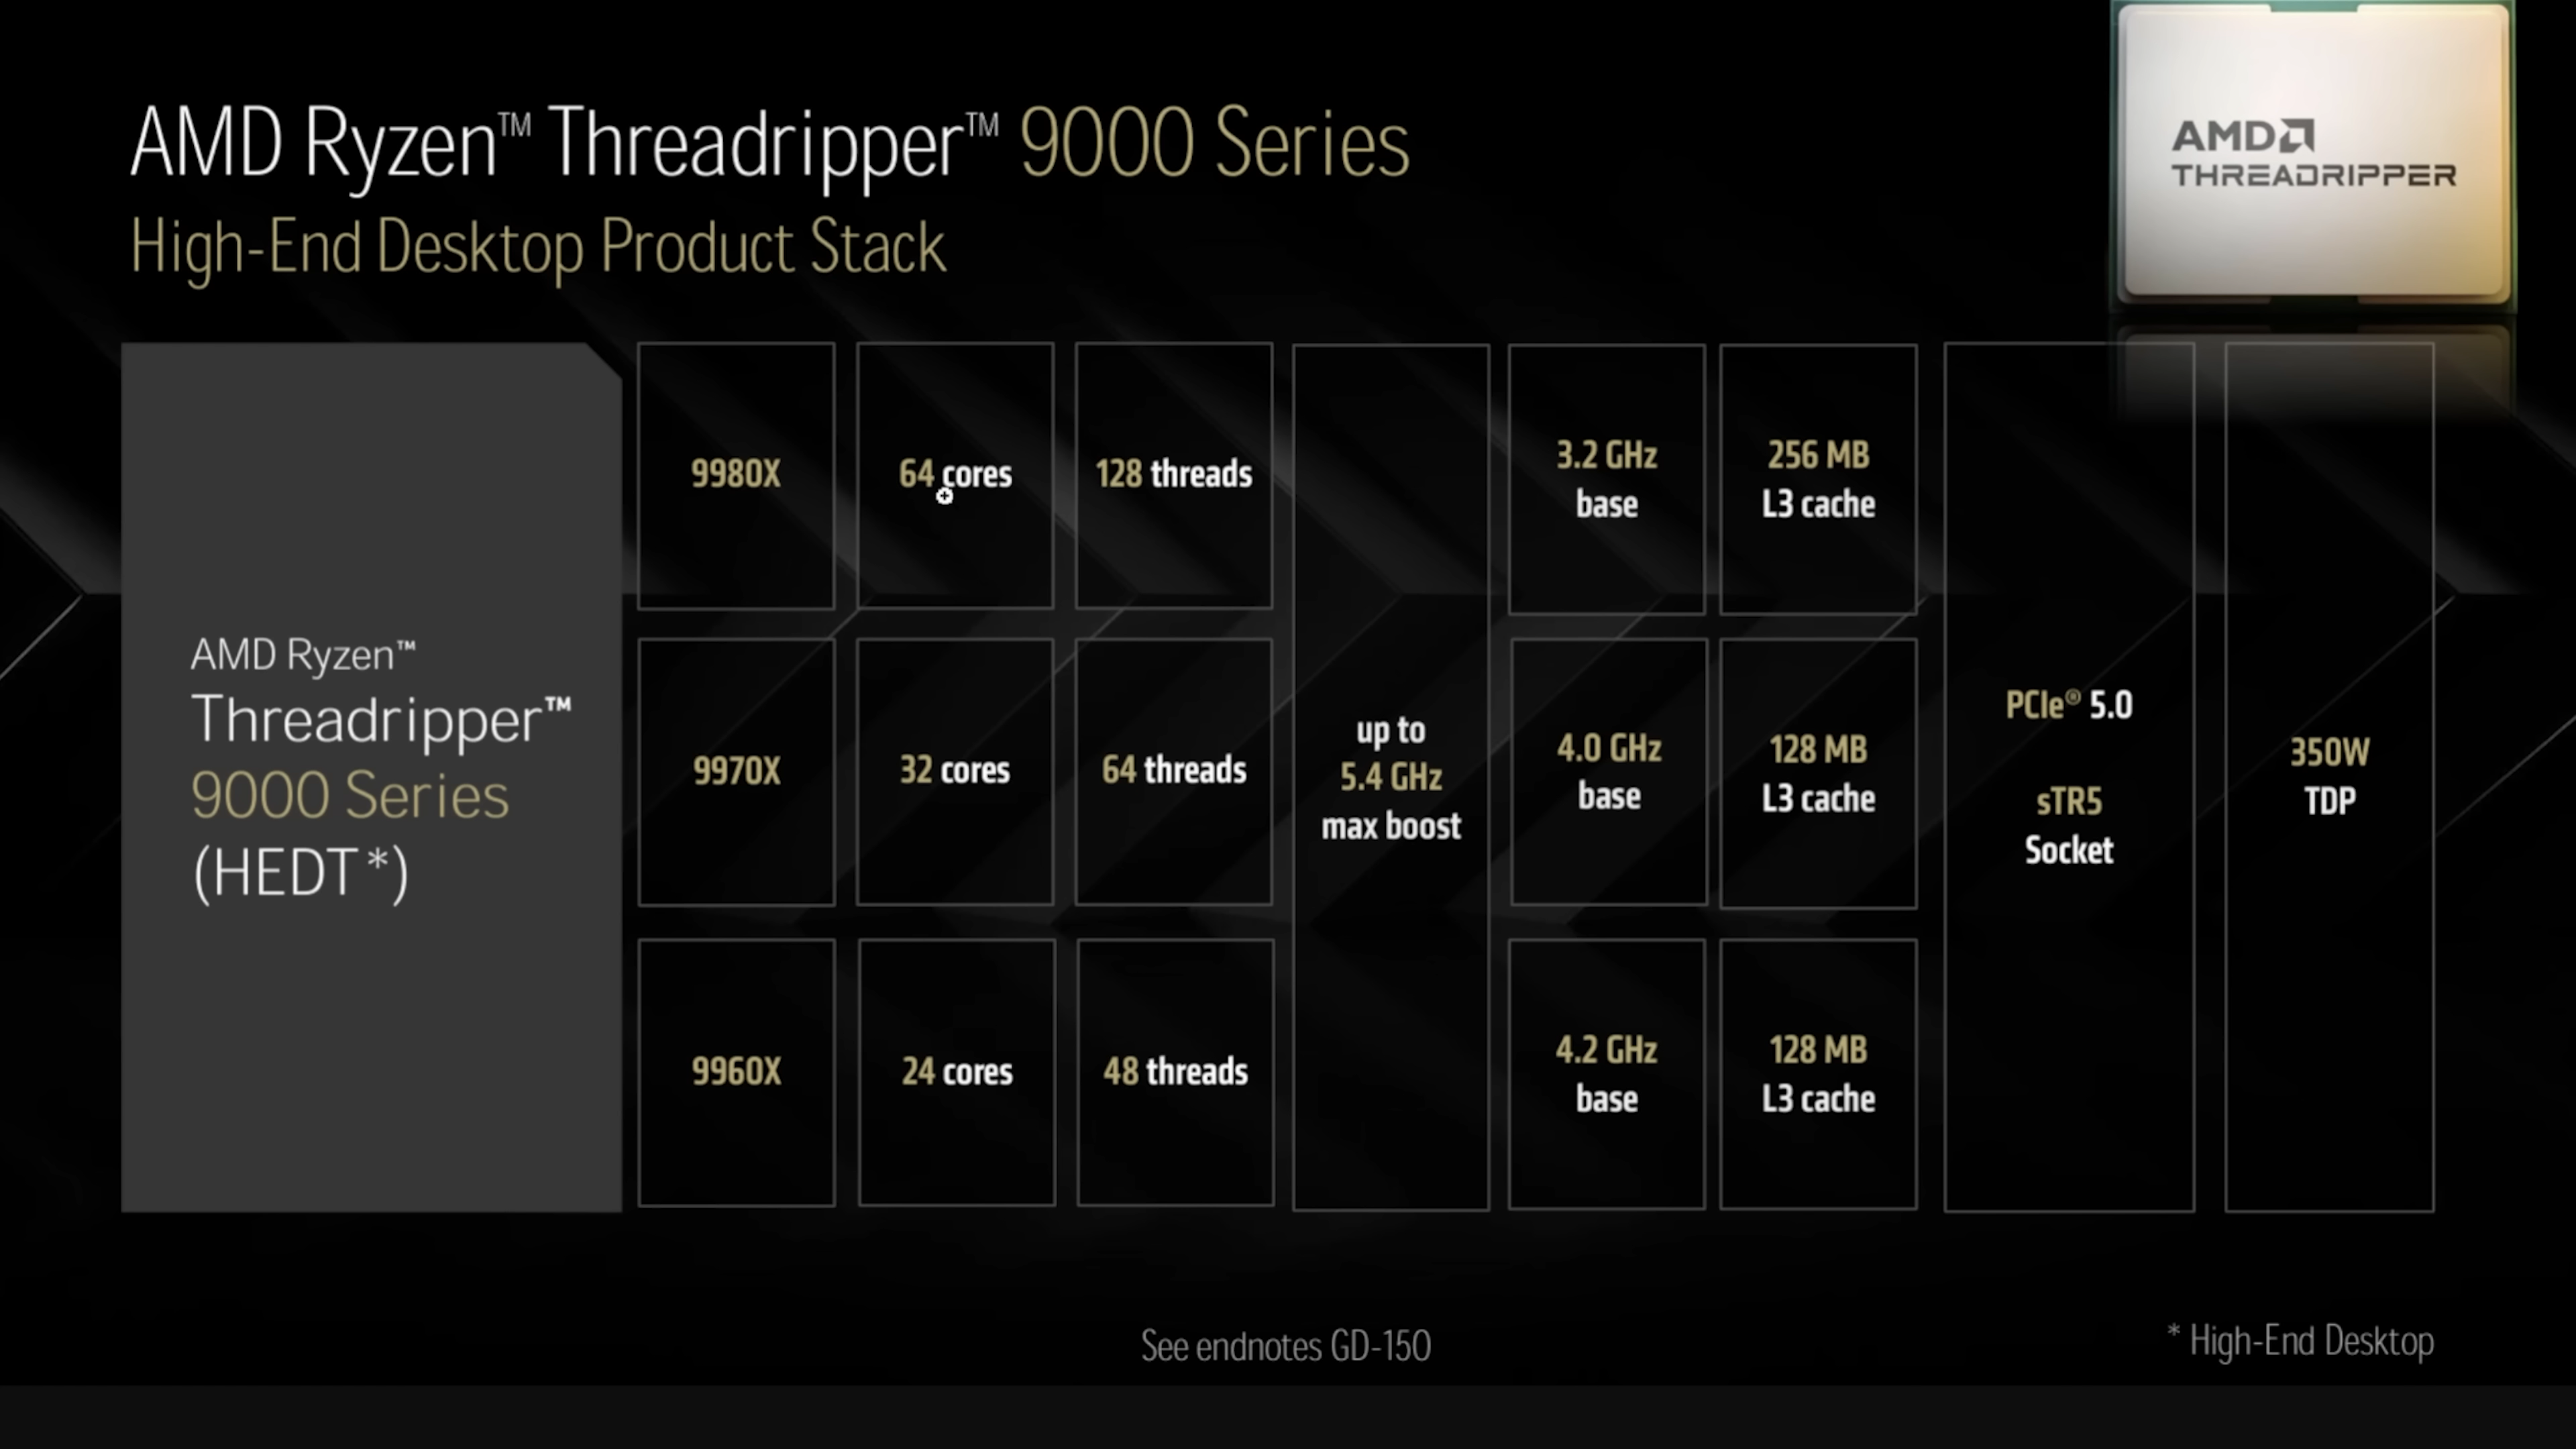 AMD Ryzen™ Threadripper™ 9000 Series
High-End Desktop Product Stack
AMD
THREADRIPPER
AMD Ryzen™
Threadripper™
9000 Series
(HEDT*)
9980X
64 cores
128 threads
9970X
32 cores
64 threads
9960X
24 cores
48 threads
up to
5.4 GHz
max boost
3.2 GHz
base
256 MB
L3 cache
4.0 GHz
base
128 MB
L3 cache
4.2 GHz
base
128 MB
L3 cache
PCIe® 5.0
sTR5
Socket
350W
TDP
See endnotes GD-150
* High-End Desktop